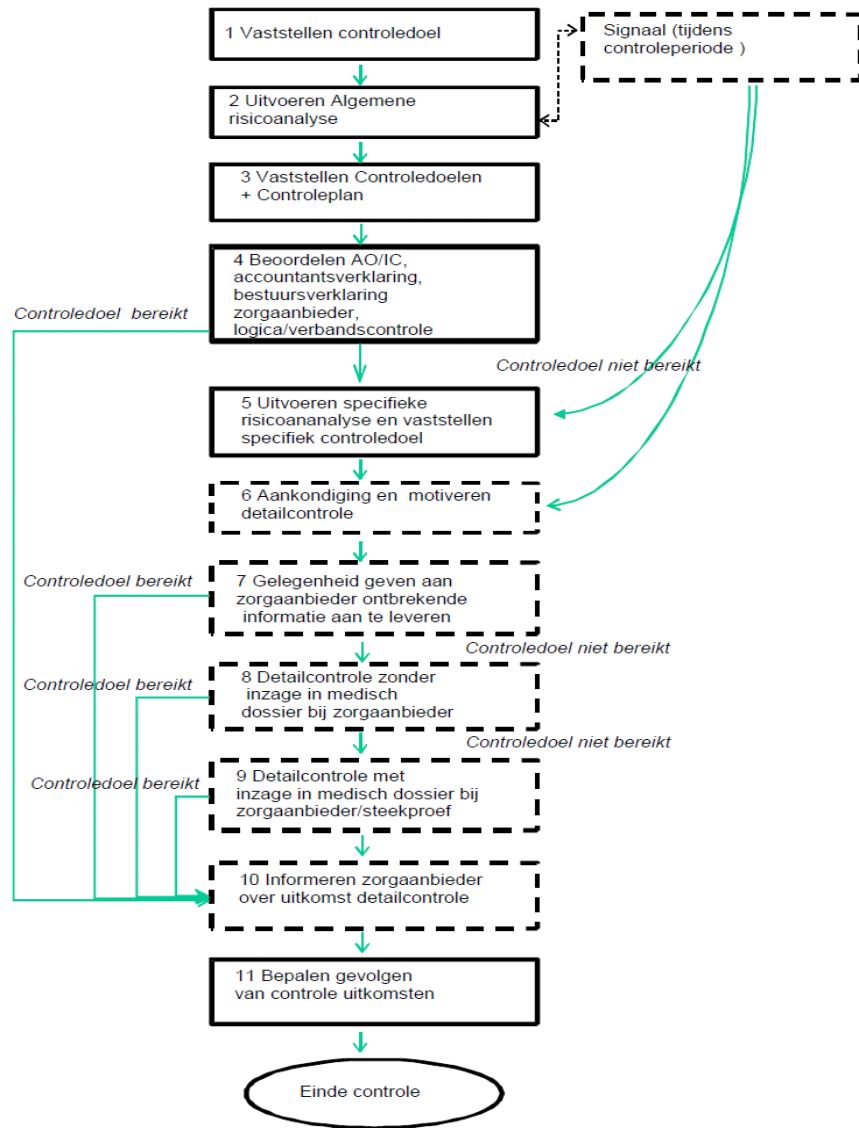 1 Vaststellen controledoel
Signaal (tijdens
controleperiode )
2 Uitvoeren Algemene
risicoanalyse
3 Vaststellen Controledoelen
+ Controleplan
4 Beoordelen AO/IC,
accountantsverklaring,
bestuursverklaring
zorgaanbieder,
logica/verbandscontrole
Controledoel bereikt
Controledoel niet bereikt
5 Uitvoeren specifieke
risicoananalyse en vaststellen
specifiek controledoel
6 Aankondiging en motiveren
detailcontrole
Controledoel bereikt
7 Gelegenheid geven aan
zorgaanbieder ontbrekende
informatie aan te leveren
Controledoel niet bereikt
Controledoel bereikt
8 Detailcontrole zonder
inzage in medisch
dossier bij zorgaanbieder
Controledoel niet bereikt
Controledoel bereikt
9 Detailcontrole met
inzage in medisch dossier bij
zorgaanbieder/steekproef
10 Informeren zorgaanbieder
over uitkomst detailcontrole
11 Bepalen gevolgen
van controle uitkomsten
Einde controle